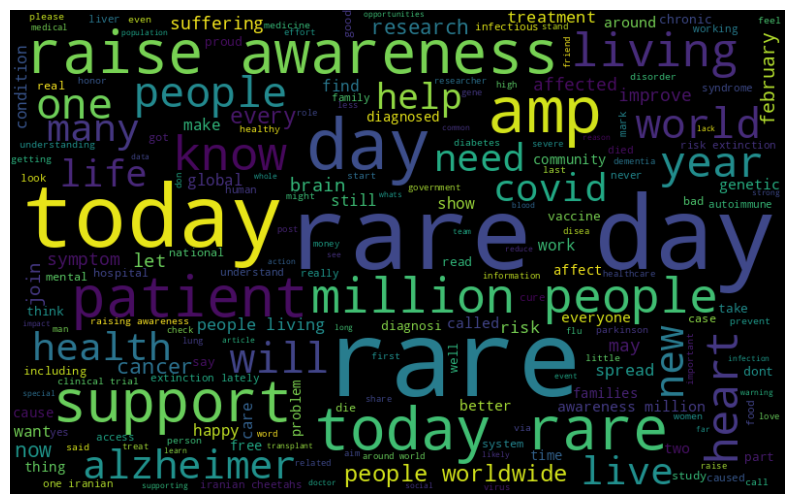 please liver even suffering opportunities treatment around chronic
medical population medicine proud effort research good infectious stand working feel
raise awareness living
condition real friend researcher gene high disorder syndrome february
one people honor find help family less diagnosed amp affected improve
many every make role. healthy know day need covid mark died world risk extinction lack
understanding getting got diabetes start severe community last never year
look life global human brain still might don whole show government vaccine common reason dementia genetic
data whats blood bad autoimmune strong
today rare day
symptom let national post money see team disea work reduce
join mental hospital understand action really read information affect healthcare
patient million people
think man raising awareness check long cure everyone take prevent
impact people living diagnosi called flu parkinson case
health will risk may new heart important
including lung say article rare first well little spread dont infection
cancer clinical trial extinction lately event families
special cause support problem die share better awareness million warning
want yes access care happy word free system via women food love
now said treat person transplant today rare time two far part
thing learn related around world aim likely study raise
alzheimer people worldwide live caused call
one iranian supporting iranian cheetahs doctor social virus